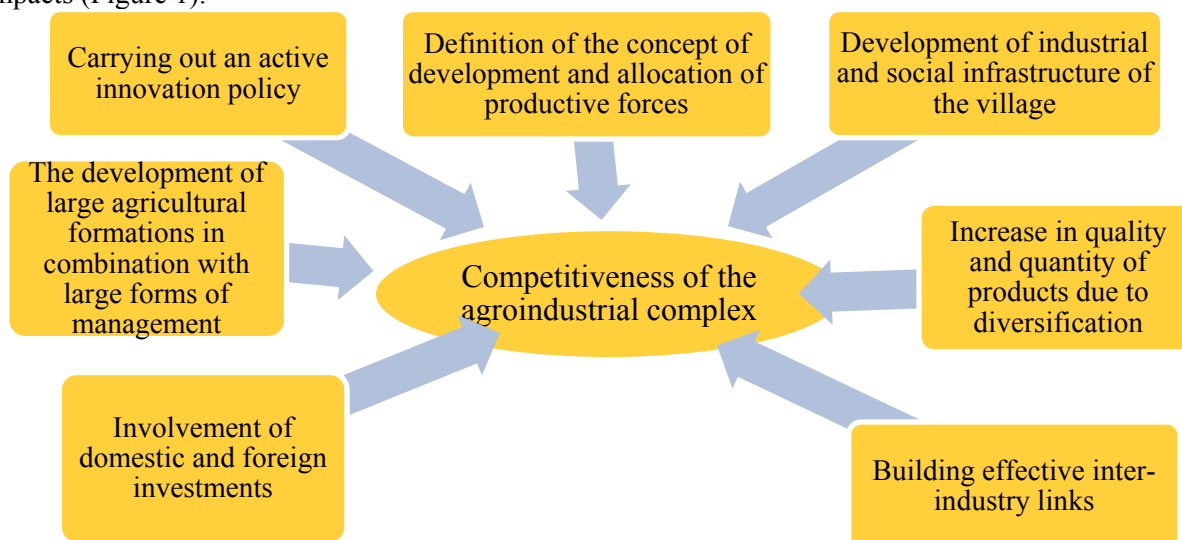 (Figure 1).
Carrying out an active
innovation policy
Definition of the concept of
development and allocation of
productive forces
Development of industrial
and social infrastructure of
the village
The development of
large agricultural
formations in
combination with
large forms of
management
Competitiveness of the
agroindustrial complex
Increase in quality
and quantity of
products due to
diversification
Involvement of
domestic and foreign
investments
Building effective inter-
industry links